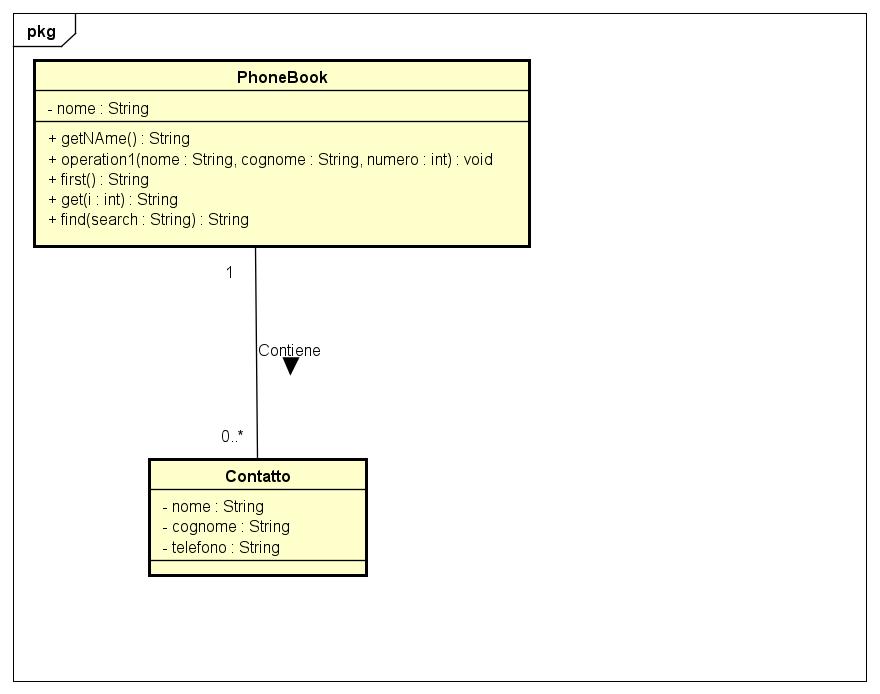 pkg
PhoneBook
- nome : String
+ getNAme() : String
+ operation1(nome : String, cognome : String, numero : int) : void
+ first() : String
+ get(i : int) : String
+ find(search : String) : String
1
Contiene
0..*
Contatto
- nome : String
- cognome : String
- telefono : String